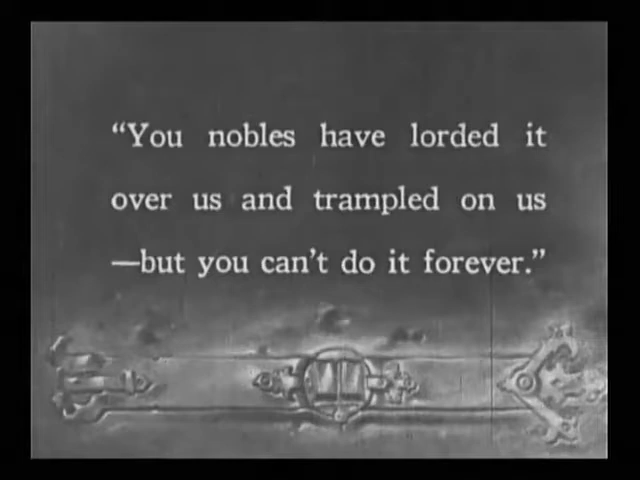 “You nobles have lorded it
over us and trampled on us
—but you can’t do it forever.”